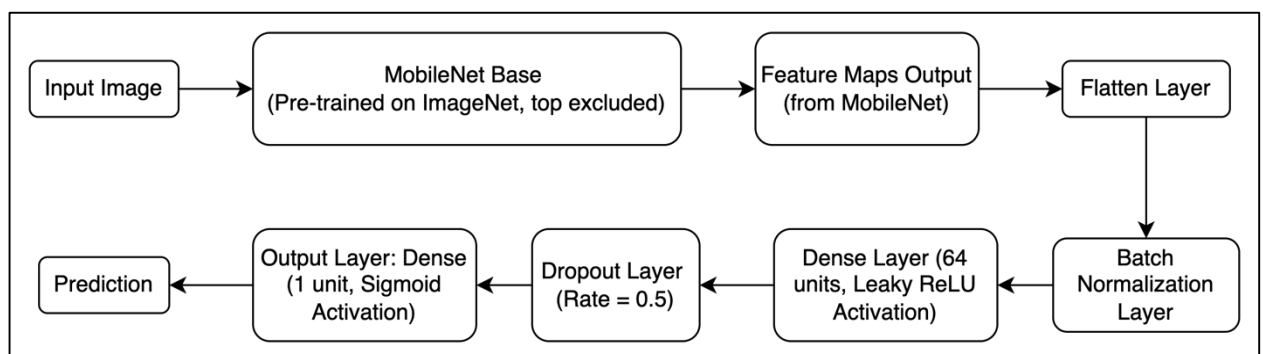 Input Image
MobileNet Base
(Pre-trained on ImageNet, top excluded)
Feature Maps Output
(from MobileNet)
Flatten Layer
Batch
Normalization
Layer
Dense Layer (64
units, Leaky ReLU
Activation)
Dropout Layer
(Rate = 0.5)
Output Layer: Dense
(1 unit, Sigmoid
Activation)
Prediction